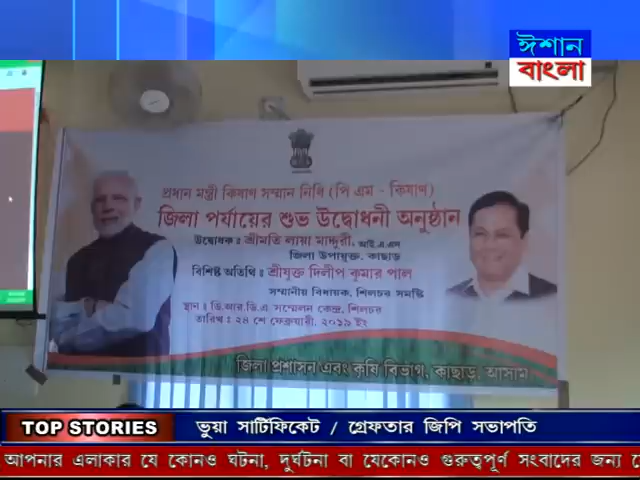 ঈশান
বাংলা
প্রধান মন্ত্রী কিষাণ সম্মান নিধি (পি এম - কিষাণ)
জিলা পর্যায়ের শুভ উদ্বোধনী অনুষ্ঠান
উদ্বোধক : শ্রীমতি লায়া মাদ্দুরী, আই.এ.এস
জিলা উপায়ুক্ত, কাছাড়
বিশিষ্ট অতিথি : শ্রীযুক্ত দিলীপ কুমার পাল
সম্মানীয় বিধায়ক, শিলচর সমষ্টি
স্থান : ডি.আর.ডি.এ সম্মেলন কেন্দ্র, শিলচর
তারিখ : ২৪ শে ফেব্রুয়ারী, ২০১৯ ইং
জিলা প্রশাসন এবং কৃষি বিভাগ, কাছাড়, আসাম
TOP STORIES ভুয়া সার্টিফিকেট / গ্রেফতার জিপি সভাপতি
আপনার এলাকার যে কোনও ঘটনা, দুর্ঘটনা বা যেকোনও গুরুত্বপূর্ণ সংবাদের জন্য